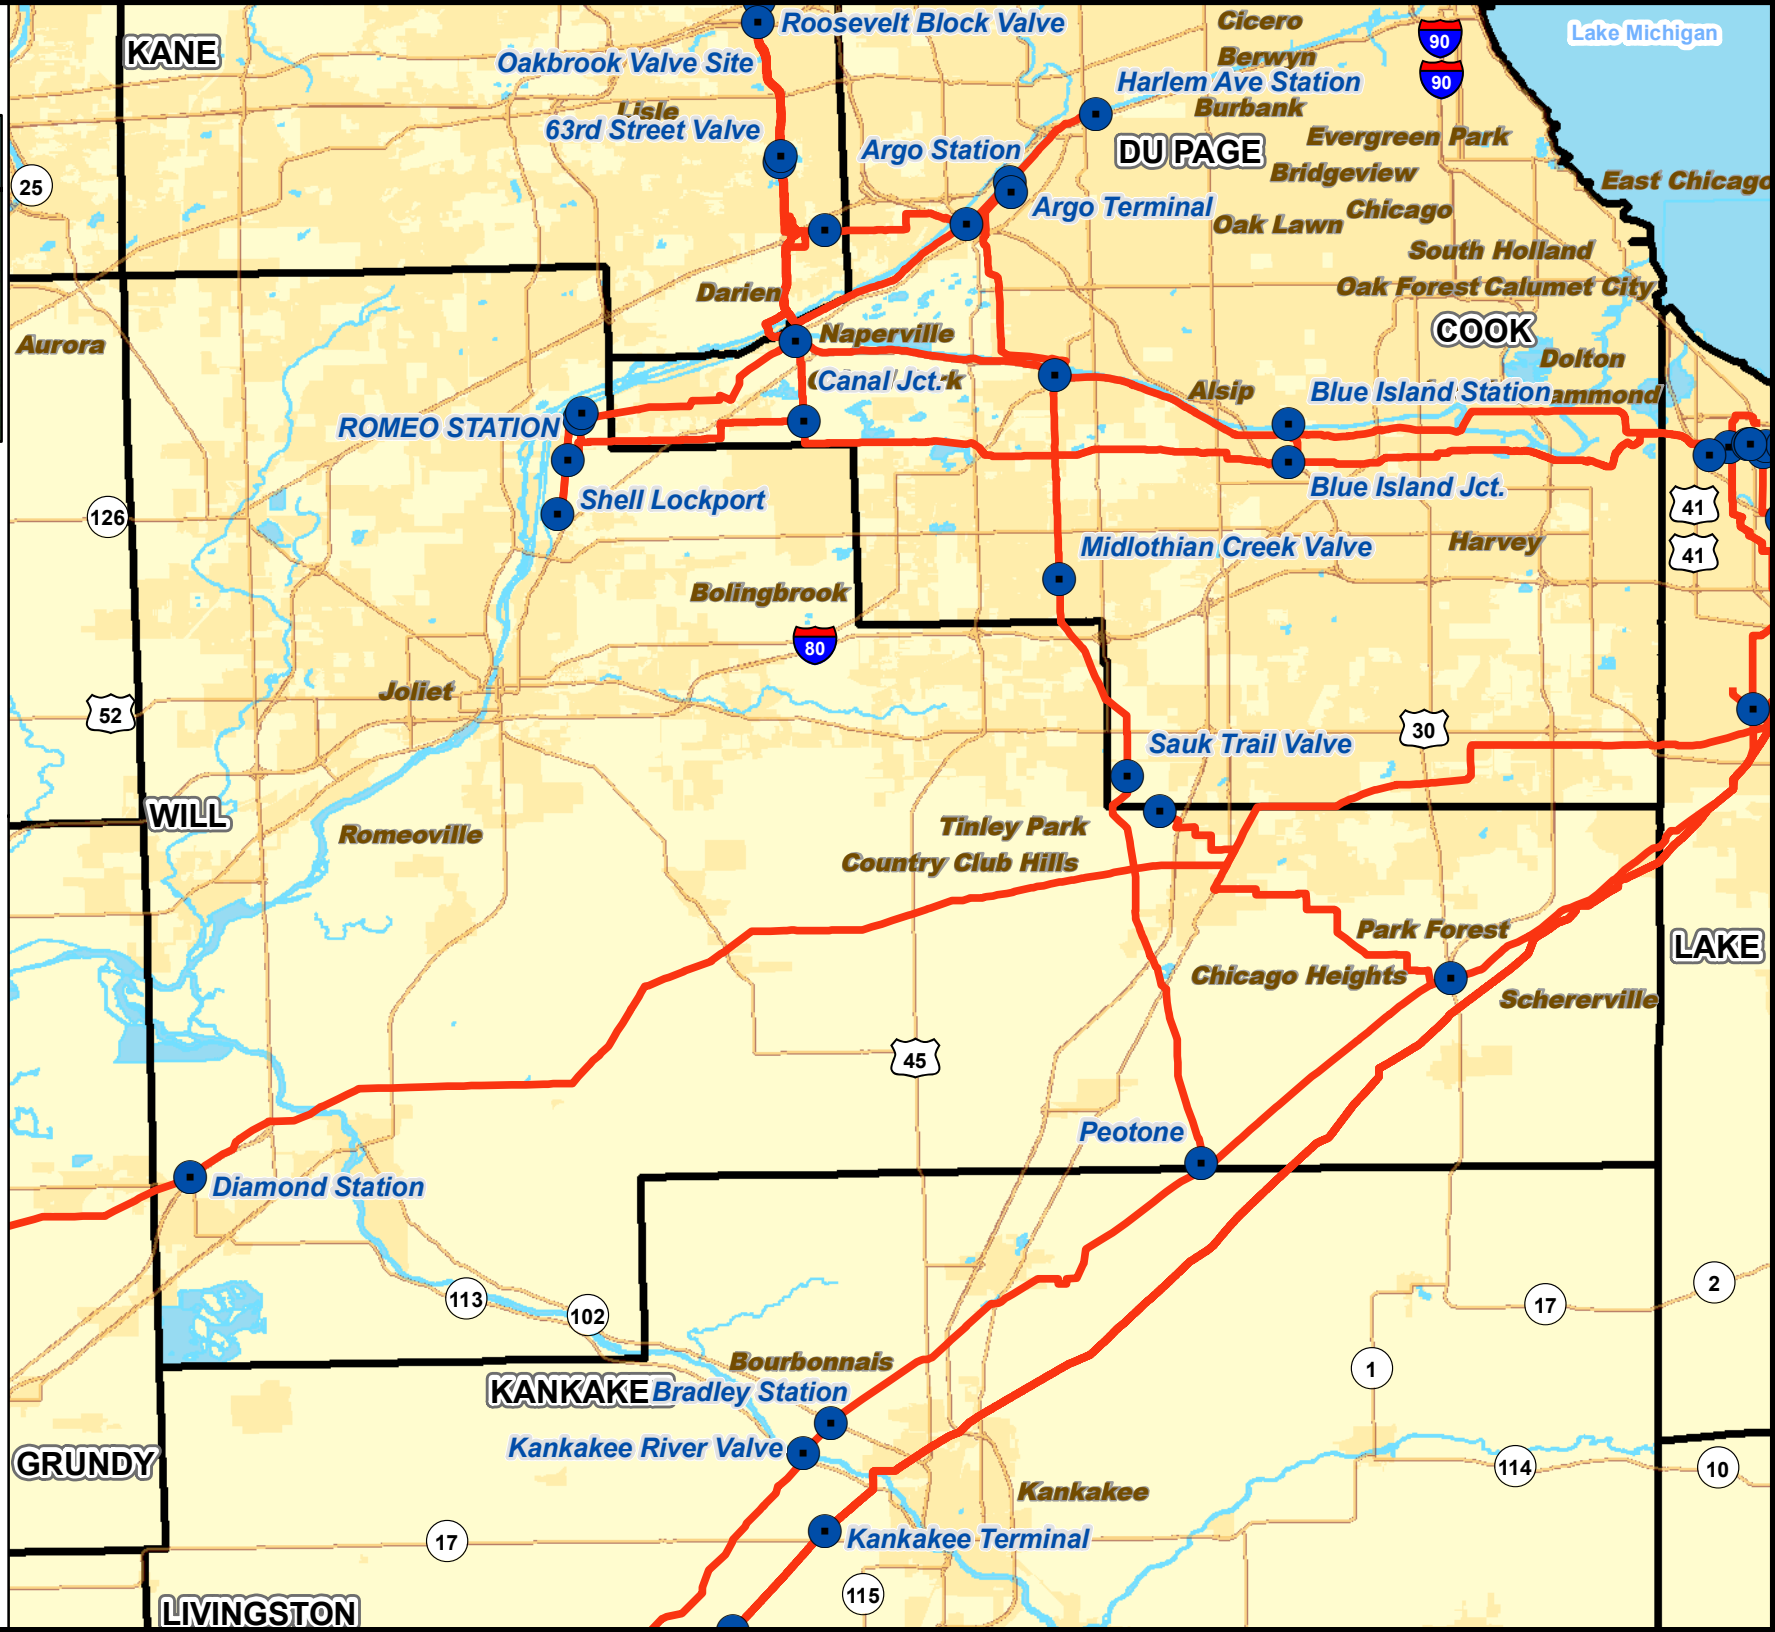 Roosevelt Block Valve
Cicero
90
Lake Michigan
KANE
Oakbrook Valve Site
Berwyn
90
Harlem Ave Station
Lisle
Burbank
63rd Street Valve
Evergreen Park
Argo Station
DU PAGE
Bridgeview
East Chicago
25
Argo Terminal
Chicago
Oak Lawn
South Holland
Darien
Oak Forest
Calumet City
Aurora
Naperville
COOK
Dolton
Canal Jct.
Alsip
Blue Island Station
ammond
ROMEO STATION
Blue Island Jct.
Shell Lockport
41
126
Midlothian Creek Valve
Harvey
41
Bolingbrook
80
Joliet
52
30
Sauk Trail Valve
WILL
Romeoville
Tinley Park
Country Club Hills
Park Forest
LAKE
Chicago Heights
Schererville
45
Peotone
Diamond Station
2
113
17
102
Bourbonnais
1
KANKAKE
Bradley Station
Kankakee River Valve
GRUNDY
114
10
Kankakee
17
Kankakee Terminal
115
LIVINGSTON